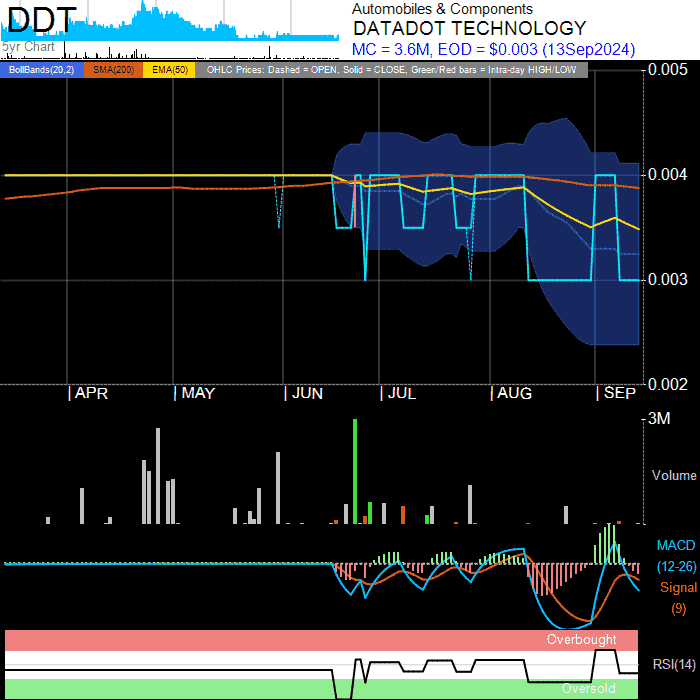 DDT
5yr Chart
Automobiles & Components
DATADOT TECHNOLOGY
MC = 3.6M, EOD = $0.003 (13Sep2024)
BollBands(20,2) SMA(200) EMA(50) OHLC Prices: Dashed = OPEN, Solid = CLOSE, Green/Red bars = Intra-day HIGH/LOW
0.005
0.004
0.003
0.002
| APR | MAY | JUN | JUL | AUG | SEP
3M
Volume
MACD
(12-26)
Signal
(9)
Overbought
RSI(14)
Oversold